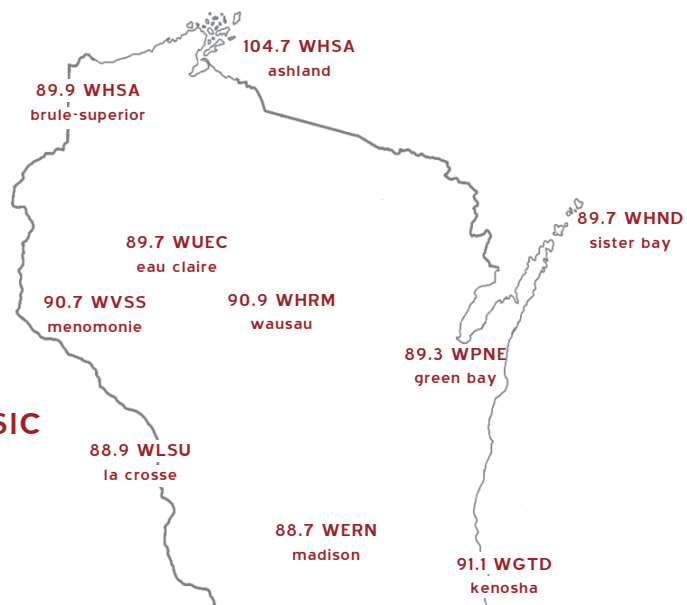 104.7 WHSA
ashland
89.9 WHSA
brule-superior
89.7 WHND
sister bay
89.7 WUEC
eau claire
90.7 WVSS
menomonie
90.9 WHRM
wausau
89.3 WPNE
green bay
SIC
88.9 WLSU
la crosse
88.7 WERN
madison
91.1 WGTD
kenosha